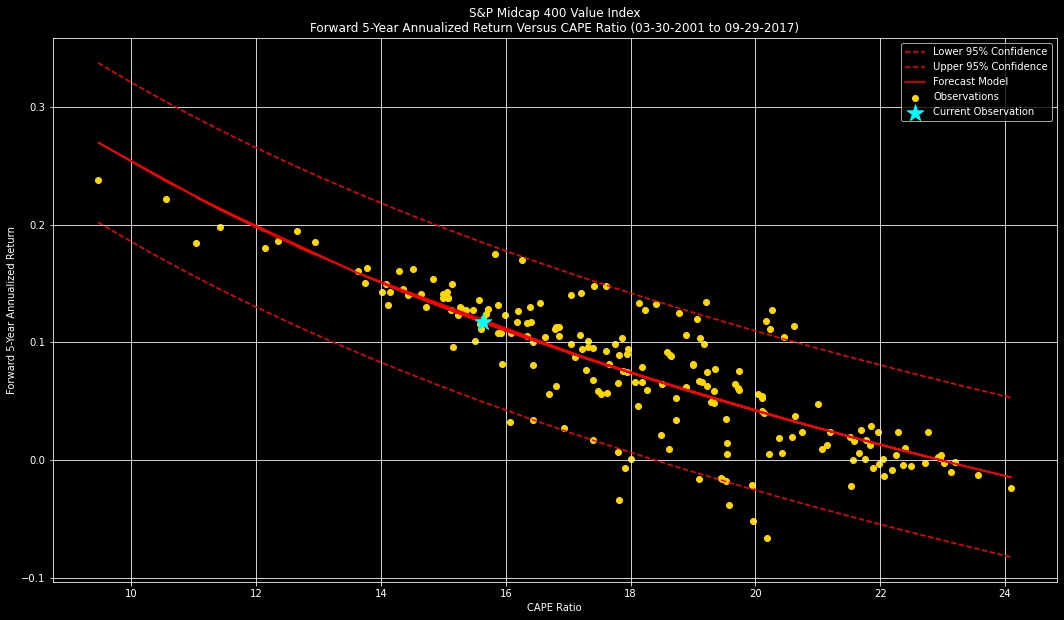 S&P Midcap 400 Value Index
Forward 5-Year Annualized Return Versus CAPE Ratio (03-30-2001 to 09-29-2017)
Lower 95% Confidence
Upper 95% Confidence
Forecast Model
Observations
Current Observation
Forward 5-Year Annualized Return
0.3
0.2
0.1
0.0
−0.1
10 12 14 16 18 20 22 24
CAPE Ratio